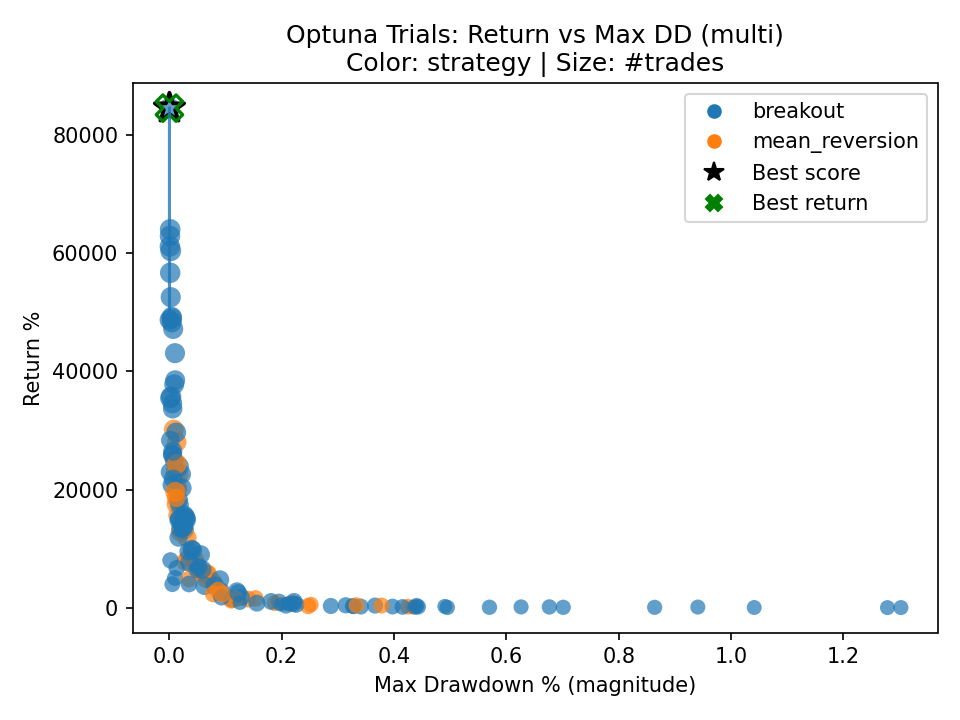 Optuna Trials: Return vs Max DD (multi)
Color: strategy | Size: #trades
breakout
mean_reversion
Best score
Best return
80000
60000
40000
20000
0
Return %
0.0 0.2 0.4 0.6 0.8 1.0 1.2
Max Drawdown % (magnitude)